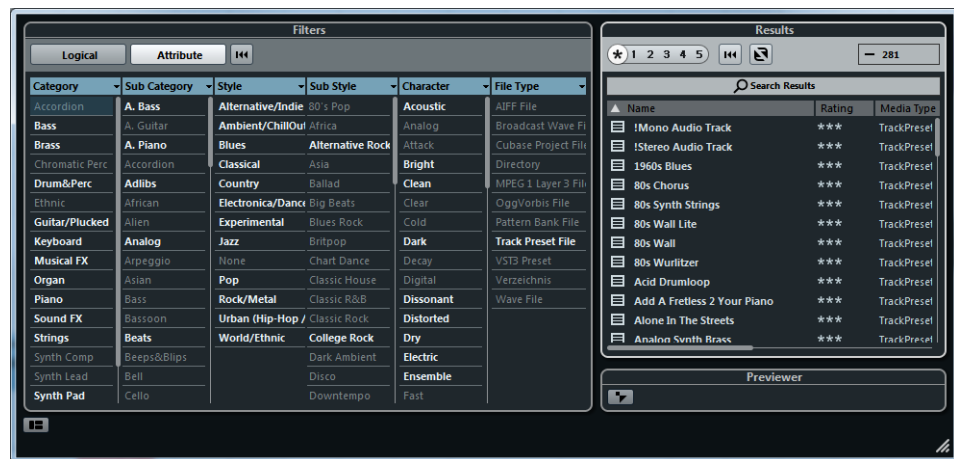 Filters
Logical Attribute
Category Sub Category Style Sub Style Character File Type
Accordion A. Bass Alternative/Indie 80's Pop Acoustic AIFF File
Bass A. Guitar Ambient/ChillOut Africa Analog Broadcast Wave Fi
Brass A. Piano Blues Alternative Rock Attack Cubase Project File
Chromatic Perc Accordion Classical Asia Bright Directory
Drum&Perc Adlibs Country Ballad Clean MPEG 1 Layer 3 File
Ethnic African Electronica/Dance Big Beats Clear OggVorbis File
Guitar/Plucked Alien Experimental Blues Rock Cold Pattern Bank File
Keyboard Analog Jazz Britpop Dark Track Preset File
Musical FX Arpeggio None Chart Dance Decay VST3 Preset
Organ Asian Pop Classic House Digital Verzeichnis
Piano Bass Rock/Metal Classic R&B Dissonant Wave File
Sound FX Bassoon Urban (Hip-Hop / Classic Rock Distorted
Strings Beats World/Ethnic College Rock Dry
Synth Comp Beeps&Blips Dark Ambient Electric
Synth Lead Bell Disco Ensemble
Synth Pad Cello Downtempo Fast
Results
* 1 2 3 4 5 281
Search Results
Name Rating Media Type
!Mono Audio Track *** TrackPreset
!Stereo Audio Track *** TrackPreset
1960s Blues *** TrackPreset
80s Chorus *** TrackPreset
80s Synth Strings *** TrackPreset
80s Wall Lite *** TrackPreset
80s Wall *** TrackPreset
80s Wurlitzer *** TrackPreset
Acid Drumloop *** TrackPreset
Add A Fretless 2 Your Piano *** TrackPreset
Alone In The Streets *** TrackPreset
Analog Synth Brass *** TrackPreset
Previewer